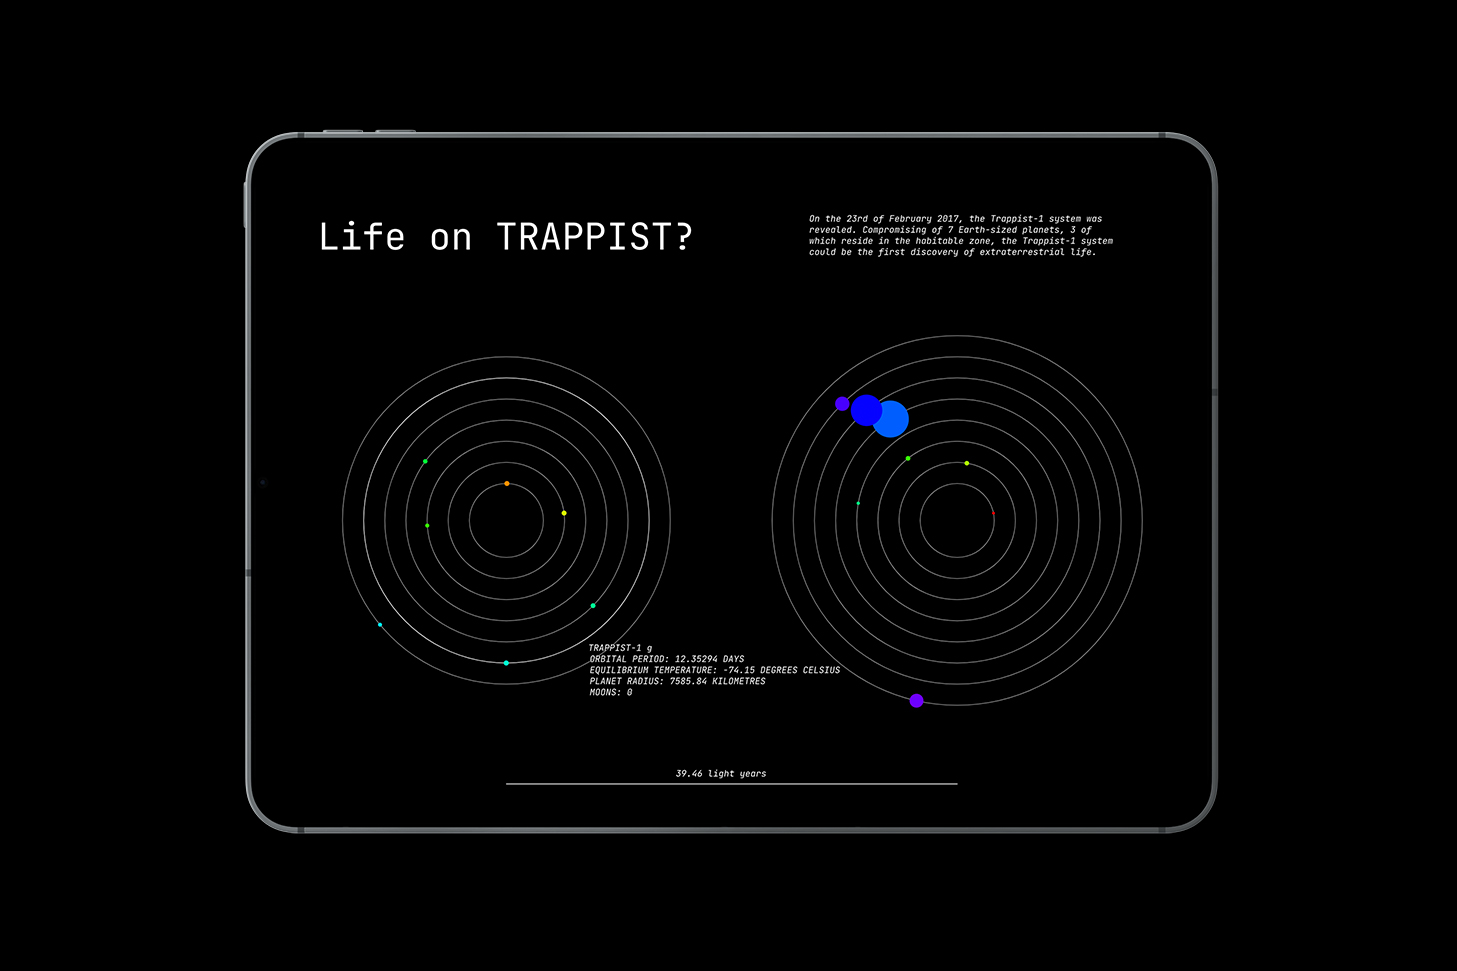 Life on TRAPPIST?
On the 23rd of February 2017, the Trappist-1 system was
revealed. Compromising of 7 Earth-sized planets, 3 of
which reside in the habitable zone, the Trappist-1 system
could be the first discovery of extraterrestrial life.
TRAPPIST-1 g
ORBITAL PERIOD: 12.35294 DAYS
EQUILIBRIUM TEMPERATURE: -74.15 DEGREES CELSIUS
PLANET RADIUS: 7585.84 KILOMETRES
MOONS: 0
39.46 light years